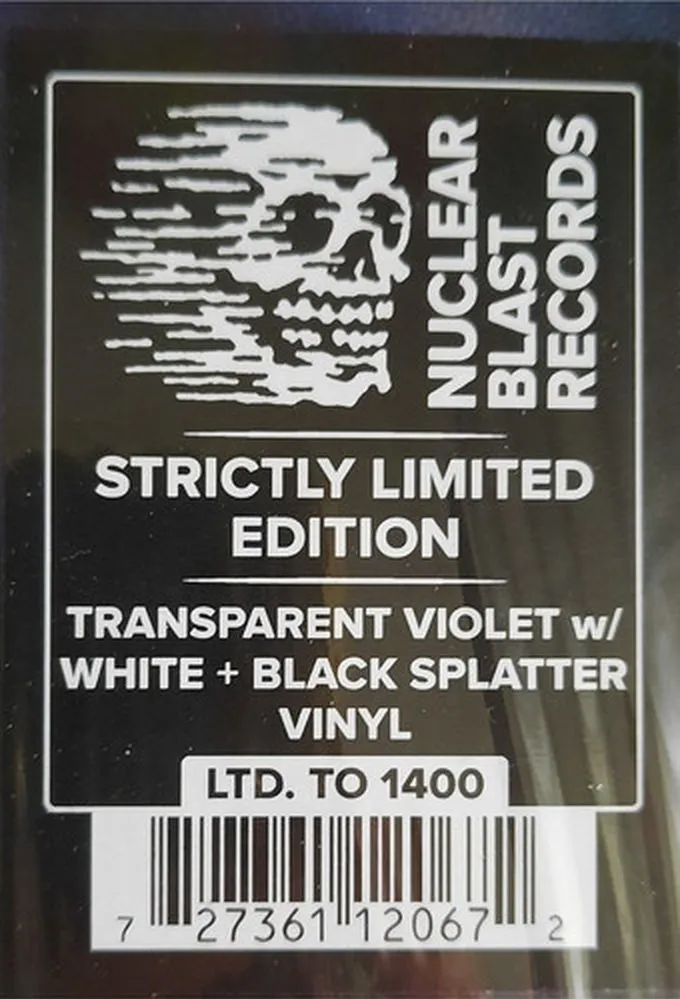 NUCLEAR
BLAST
RECORDS
STRICTLY LIMITED
EDITION
TRANSPARENT VIOLET w/
WHITE + BLACK SPLATTER
VINYL
LTD. TO 1400
7 27361 12067 2